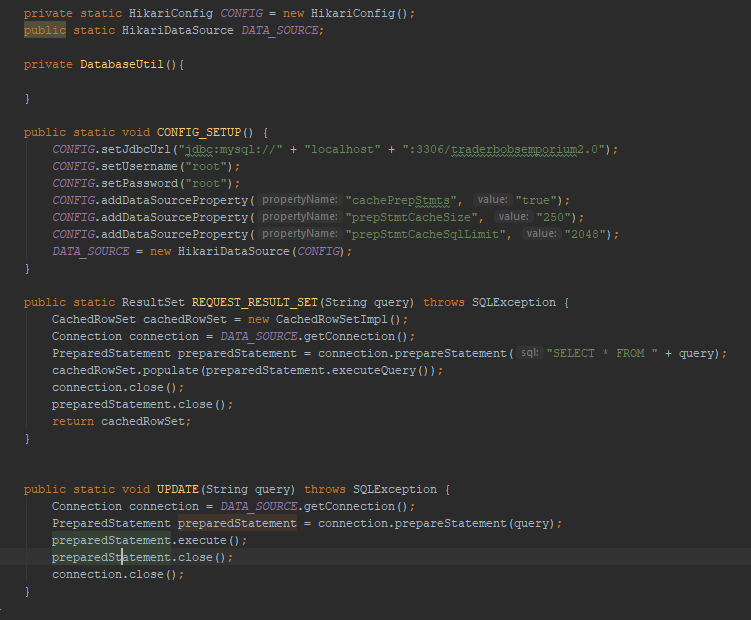 private static HikariConfig CONFIG = new HikariConfig();
public static HikariDataSource DATA_SOURCE;
private DatabaseUtil(){
}
public static void CONFIG_SETUP() {
CONFIG.setJdbcUrl("jdbc:mysql://" + "localhost" + ":3306/traderbobsemporium2.0");
CONFIG.setUsername("root");
CONFIG.setPassword("root");
CONFIG.addDataSourceProperty( propertyName: "cachePrepStmts", value: "true");
CONFIG.addDataSourceProperty( propertyName: "prepStmtCacheSize", value: "250");
CONFIG.addDataSourceProperty( propertyName: "prepStmtCacheSqlLimit", value: "2048");
DATA_SOURCE = new HikariDataSource(CONFIG);
}
public static ResultSet REQUEST_RESULT_SET(String query) throws SQLException {
CachedRowSet cachedRowSet = new CachedRowSetImpl();
Connection connection = DATA_SOURCE.getConnection();
PreparedStatement preparedStatement = connection.prepareStatement( sql: "SELECT * FROM " + query);
cachedRowSet.populate(preparedStatement.executeQuery());
connection.close();
preparedStatement.close();
return cachedRowSet;
}
public static void UPDATE(String query) throws SQLException {
Connection connection = DATA_SOURCE.getConnection();
PreparedStatement preparedStatement = connection.prepareStatement(query);
preparedStatement.execute();
preparedStatement.close();
connection.close();
}